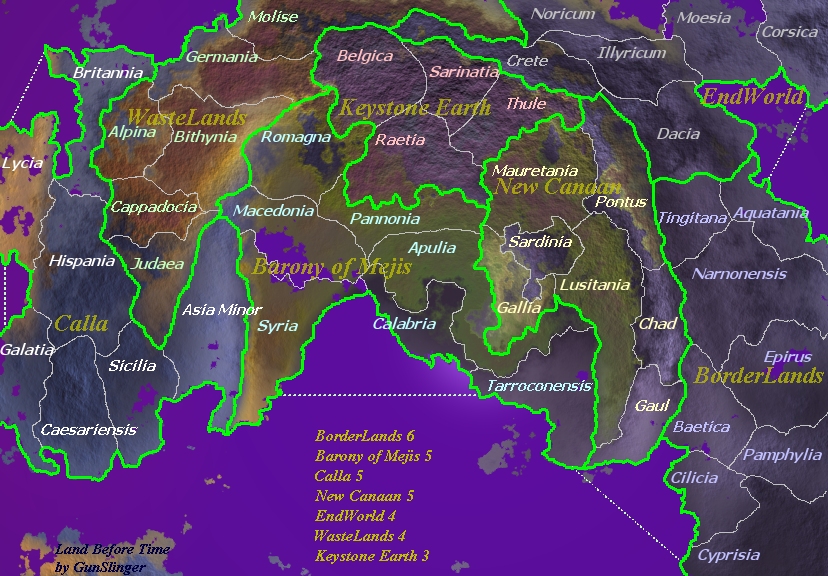 Molise
Noricum
Moesia
Corsica
Germania
Belgica
Crete
Illyricum
Britannia
Sarinatia
EndWorld
WasteLands
Keystone Earth
Thule
Alpina
Bithynia
Romagna
Raetia
Dacia
Lycia
Mauretania
New Canaan
Cappadocia
Macedonia
Pannonia
Pontus
Tingitana
Aquatania
Hispania
Judaea
Barony of Mejis
Apulia
Sardinia
Narnonensis
Lusitania
Asia Minor
Gallia
Calla
Syria
Calabria
Chad
Galatia
Sicilia
Epirus
BorderLands
Tarroconensis
Gaul
Caesariensis
Baetica
BorderLands 6
Barony of Mejis 5
Pamphylia
Calla 5
Cilicia
New Canaan 5
EndWorld 4
WasteLands 4
Keystone Earth 3
Land Before Time
by GunSlinger
Cyprisia